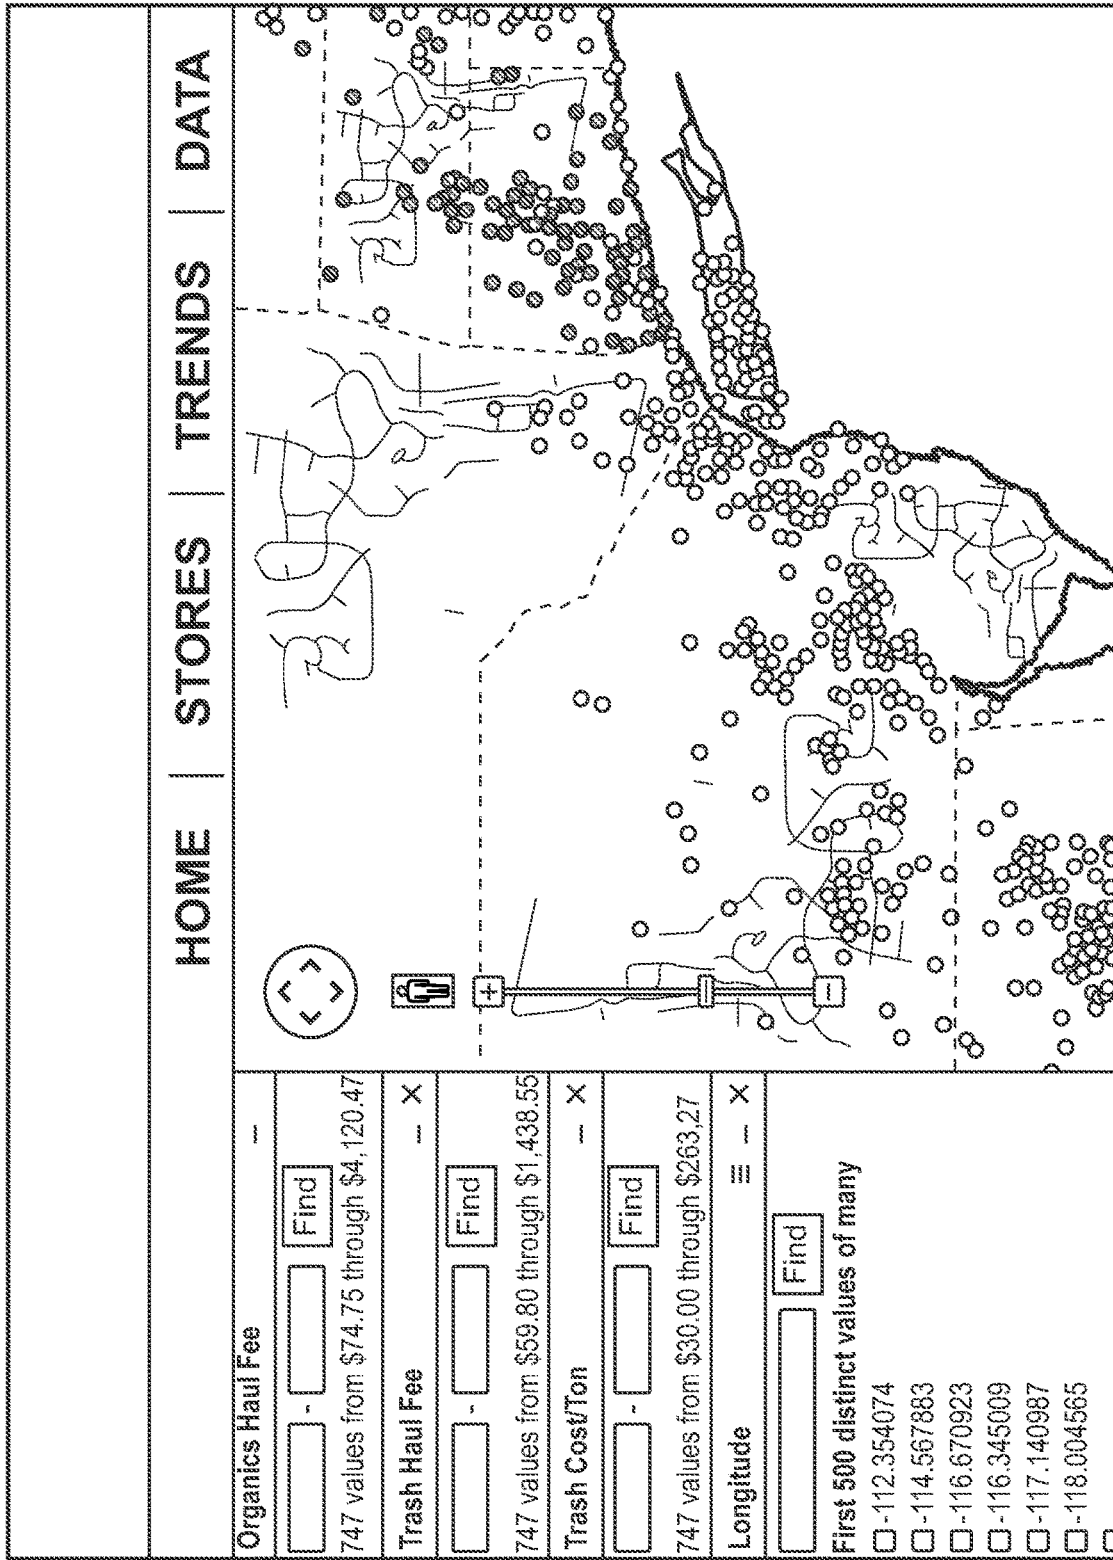 HOME | STORES | TRENDS | DATA
Organics Haul Fee –
- Find
747 values from $74.75 through $4,120.47
Trash Haul Fee – X
- Find
747 values from $59.80 through $1,438.55
Trash Cost/Ton – X
- Find
747 values from $30.00 through $263,27
Longitude ≡ – X
Find
First 500 distinct values of many
-112.354074
-114.567883
-116.670923
-116.345009
-117.140987
-118.004565
+
–